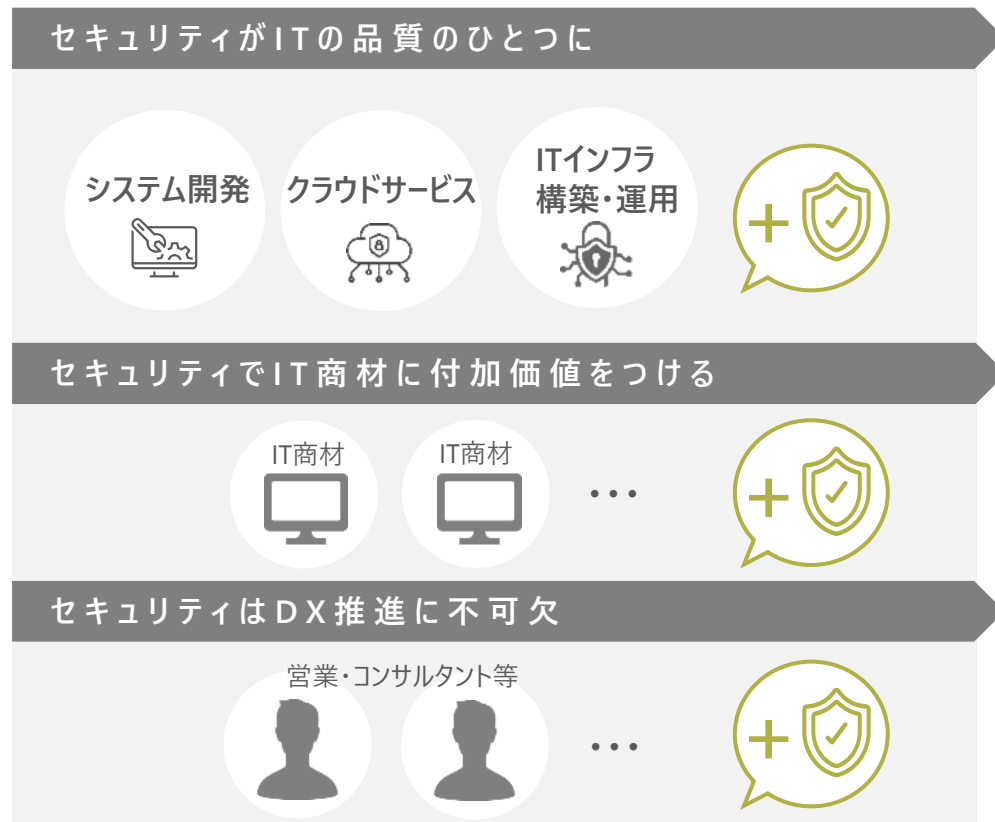 セキュリティがITの品質のひとつに
システム開発
クラウドサービス
ITインフラ
構築・運用
+
セキュリティでIT商材に付加価値をつける
IT商材
IT商材
･･･
+
セキュリティはDX推進に不可欠
営業・コンサルタント等
･･･
+